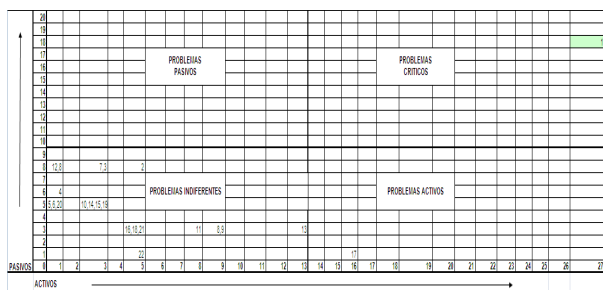 20
19
18 1
17 PROBLEMAS PROBLEMAS
16 PASIVOS CRITICOS
15
14
13
12
11
10
9
8 12,8 7,3 2
7
6 4 PROBLEMAS INDIFERENTES PROBLEMAS ACTIVOS
5 5,6,20 10,14,15,19
4
3 16,18,21 11 8,9 13
2
1 22 17
PASIVOS 0 1 2 3 4 5 6 7 8 9 10 11 12 13 14 15 16 17 18 19 20 21 22 23 24 25 26 27
ACTIVOS